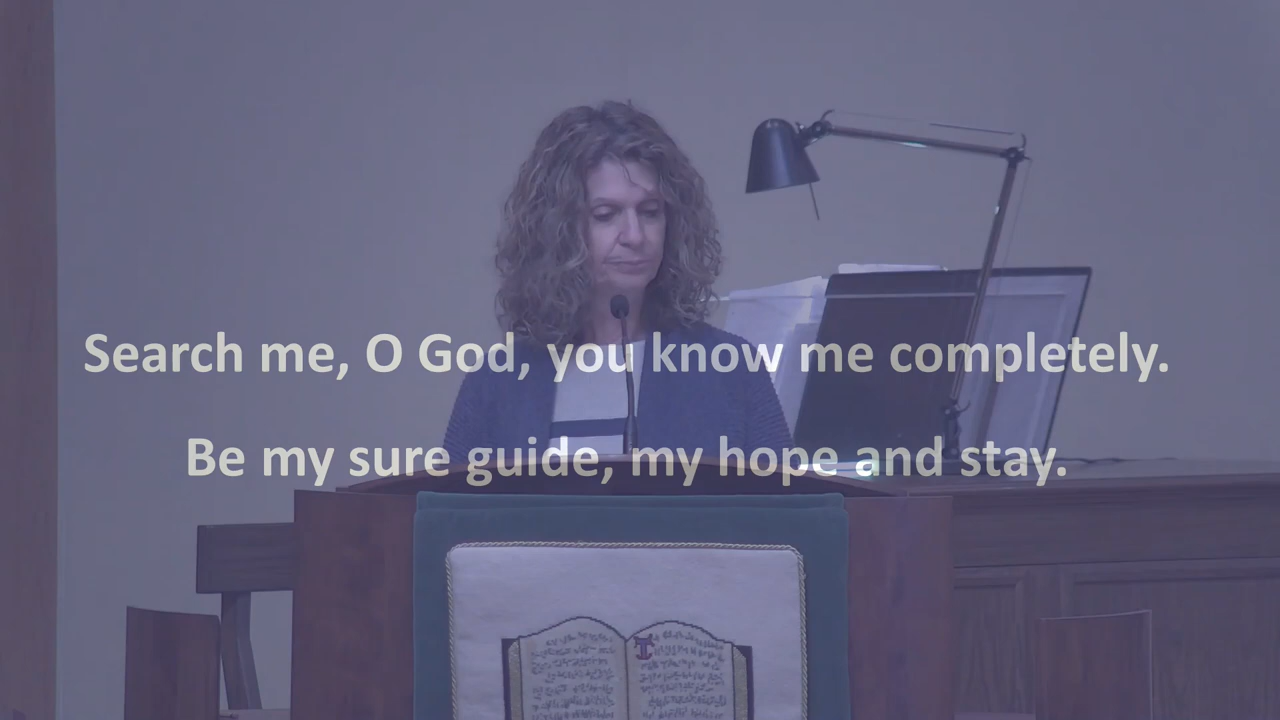 Search me, O God, you know me completely.
Be my sure guide, my hope and stay.